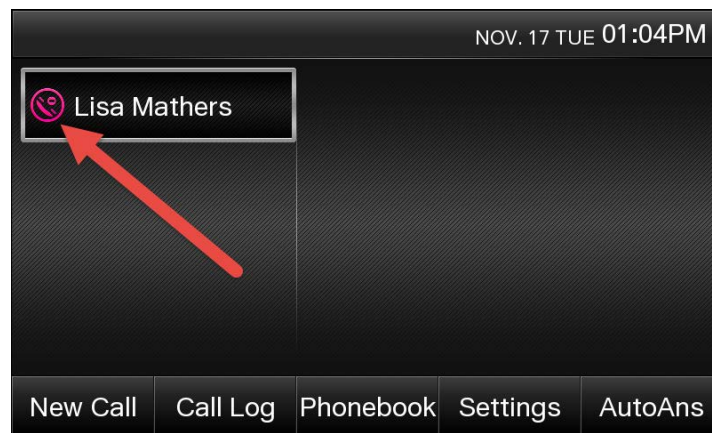 NOV. 17 TUE 01:04PM
Lisa Mathers
New Call Call Log Phonebook Settings AutoAns